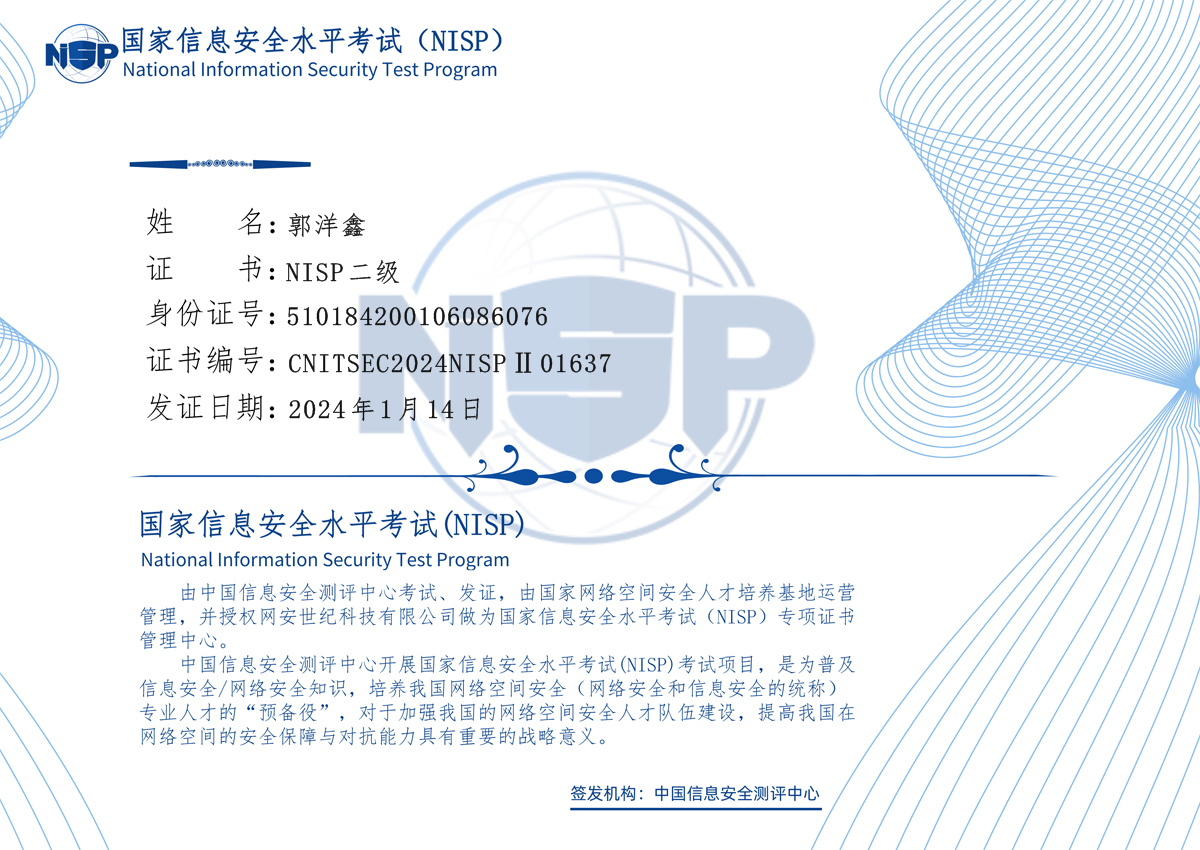 NISP
国家信息安全水平考试（NISP）
National Information Security Test Program
姓 名：郭洋鑫
证 书：NISP二级
身份证号：510184200106086076
证书编号：CNITSEC2024NISPⅡ01637
发证日期：2024年1月14日
NSP
国家信息安全水平考试(NISP)
National Information Security Test Program
由中国信息安全测评中心考试、发证，由国家网络空间安全人才培养基地运营
管理，并授权网安世纪科技有限公司做为国家信息安全水平考试（NISP）专项证书
管理中心。
中国信息安全测评中心开展国家信息安全水平考试(NISP)考试项目，是为普及
信息安全/网络安全知识，培养我国网络空间安全（网络安全和信息安全的统称）
专业人才的“预备役”，对于加强我国的网络空间安全人才队伍建设，提高我国在
网络空间的安全保障与对抗能力具有重要的战略意义。
签发机构：中国信息安全测评中心